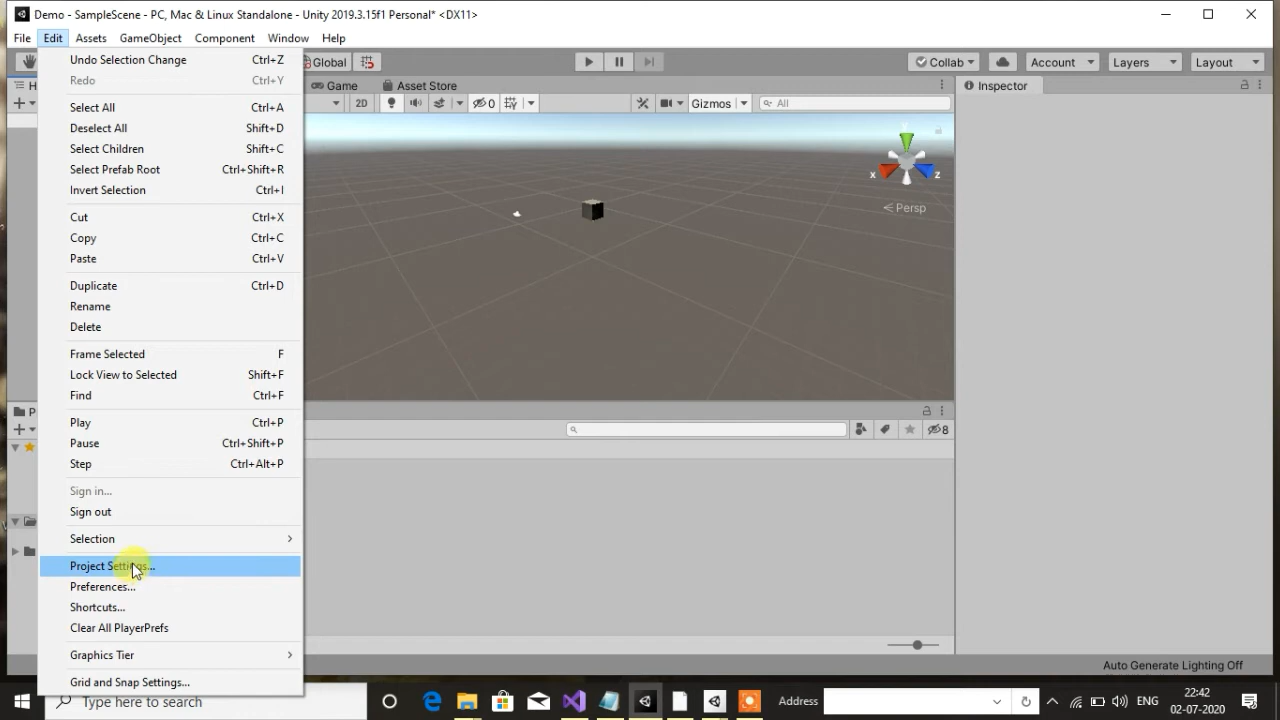 Demo - SampleScene - PC, Mac & Linux Standalone - Unity 2019.3.15f1 Personal* <DX11>
File Edit Assets GameObject Component Window Help
Global Collab Account Layers Layout
H Game Asset Store Inspector
2D 0 Gizmos All
Undo Selection Change Ctrl+Z
Redo Ctrl+Y
Select All Ctrl+A
Deselect All Shift+D
Select Children Shift+C
Select Prefab Root Ctrl+Shift+R
Invert Selection Ctrl+I
Cut Ctrl+X
Copy Ctrl+C
Paste Ctrl+V
Duplicate Ctrl+D
Rename
Delete
Frame Selected F
Lock View to Selected Shift+F
Find Ctrl+F
Play Ctrl+P
Pause Ctrl+Shift+P
Step Ctrl+Alt+P
Sign in...
Sign out
Selection
Project Settings...
Preferences...
Shortcuts...
Clear All PlayerPrefs
Graphics Tier
Grid and Snap Settings...
x z
Persp
P
8
Auto Generate Lighting Off
Type here to search
Address
ENG
22:42
02-07-2020